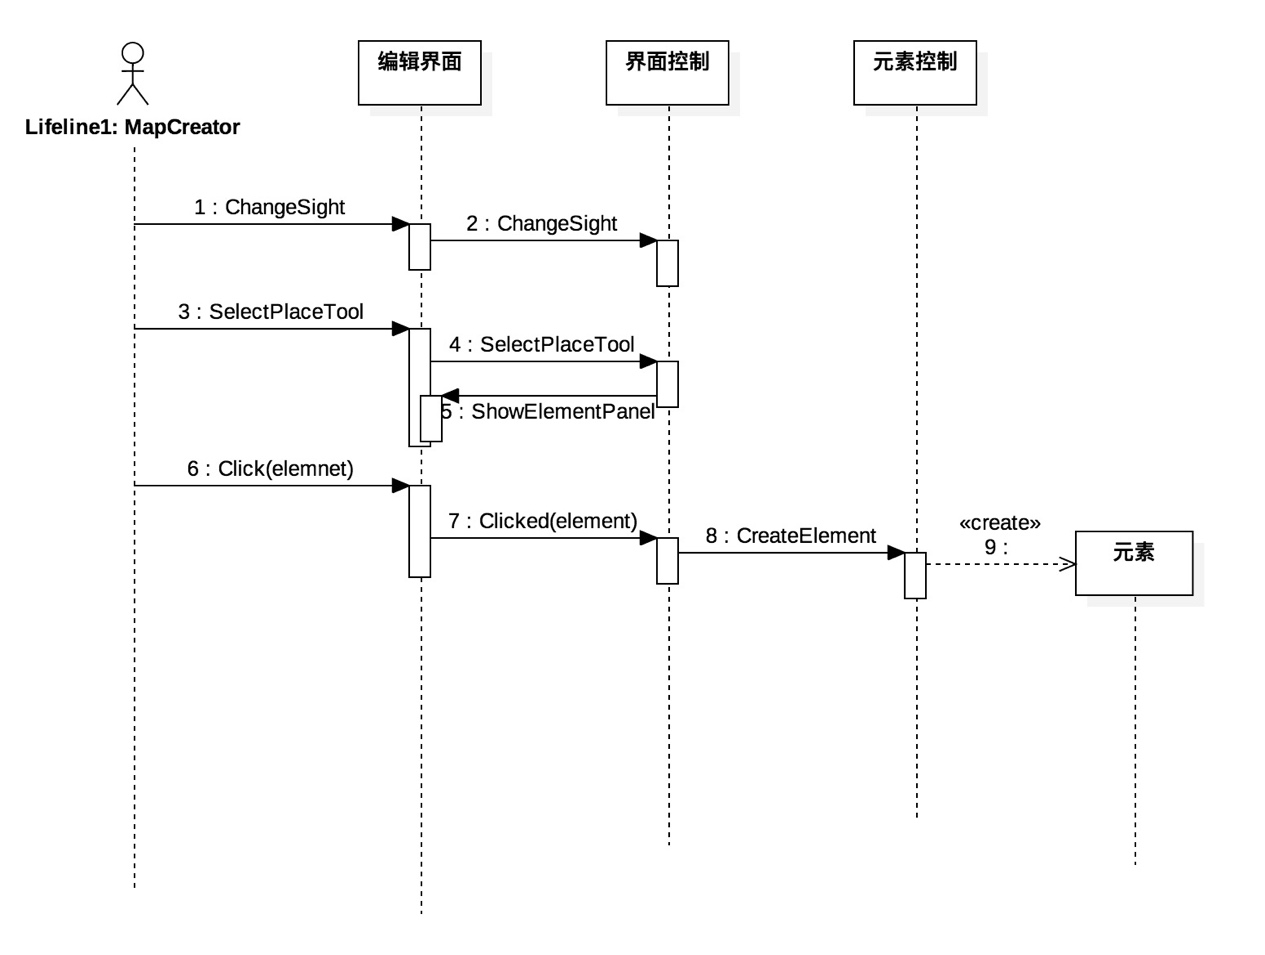 编辑界面
界面控制
元素控制
Lifeline1: MapCreator
1 : ChangeSight
2 : ChangeSight
3 : SelectPlaceTool
4 : SelectPlaceTool
5 : ShowElementPanel
6 : Click(elemnet)
7 : Clicked(element)
8 : CreateElement
«create»
9 :
元素